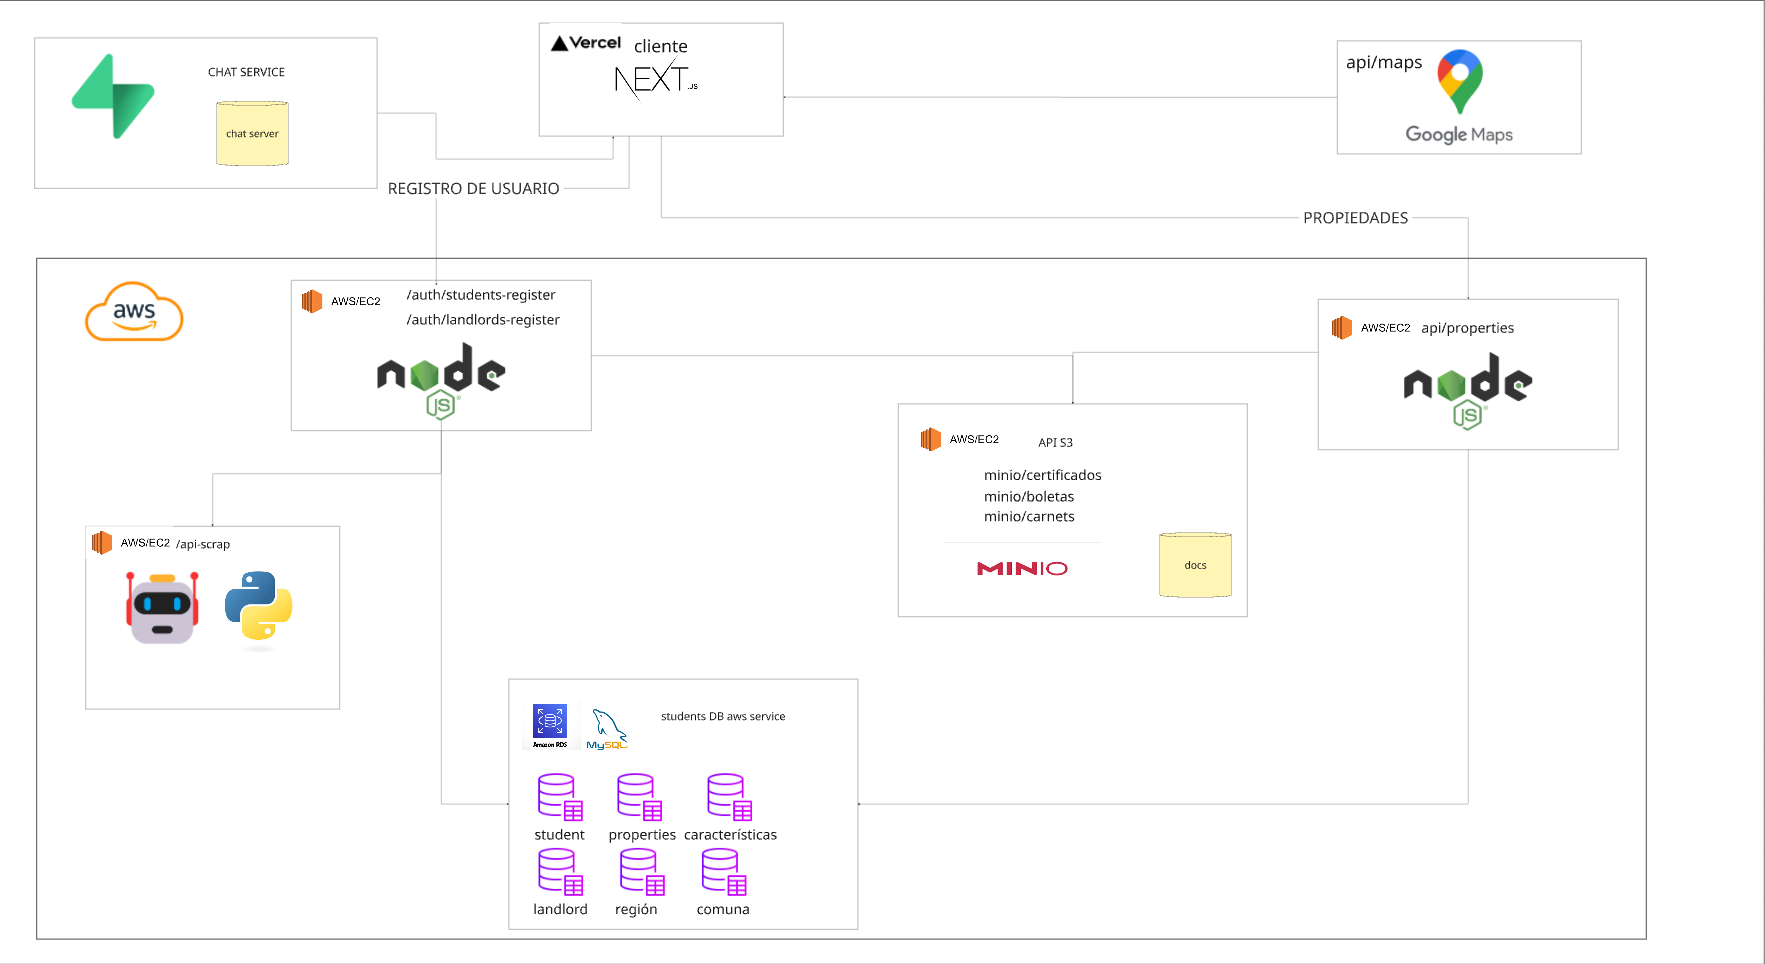 CHAT SERVICE
chat server
Vercel
cliente
NEXT.JS
api/maps
Google Maps
REGISTRO DE USUARIO
PROPIEDADES
aws
AWS/EC2
/auth/students-register
/auth/landlords-register
node
JS
AWS/EC2 api/properties
node
JS
AWS/EC2
API S3
minio/certificados
minio/boletas
minio/carnets
MINIO
docs
AWS/EC2 /api-scrap
students DB aws service
Amazon RDS
MySQL
student properties características
landlord región comuna